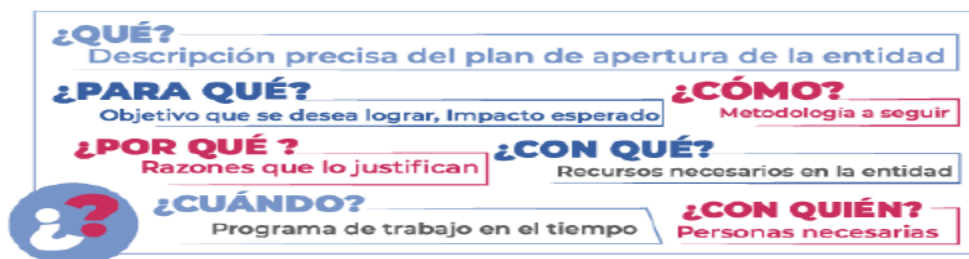 ¿QUÉ?
Descripción precisa del plan de apertura de la entidad
¿PARA QUÉ?
Objetivo que se desea lograr, Impacto esperado
¿CÓMO?
Metodología a seguir
¿POR QUÉ ?
Razones que lo justifican
¿CON QUÉ?
Recursos necesarios en la entidad
¿CUÁNDO?
Programa de trabajo en el tiempo
¿CON QUIÉN?
Personas necesarias
¿?